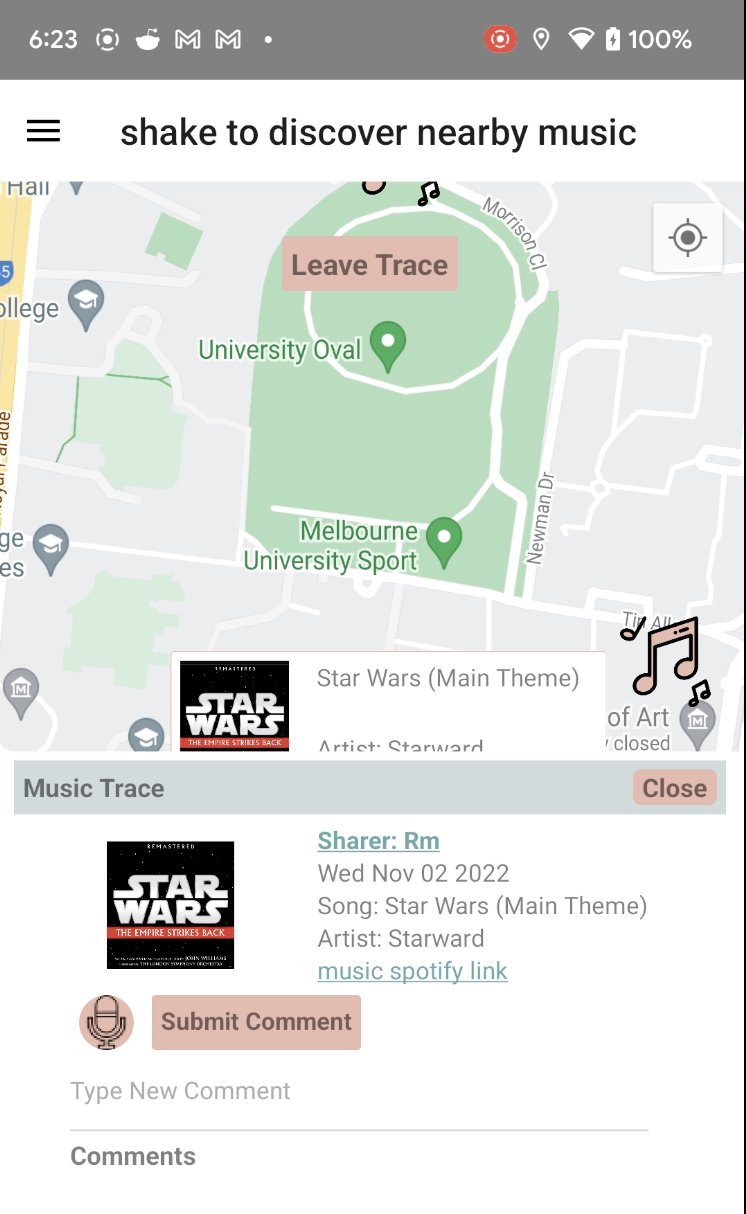 6:23
100%
shake to discover nearby music
Hall
Morrison Cl
Leave Trace
ollege
University Oval
Melbourne
University Sport
Newman Dr
ge
es
Tin All
REMASTERED
STAR
WARS
THE EMPIRE STRIKES BACK
Star Wars (Main Theme)
Artist: Starward
of Art
closed
Music Trace
Close
REMASTERED
STAR
WARS
THE EMPIRE STRIKES BACK
JOHN WILLIAMS
THE LONDON SYMPHONY ORCHESTRA
Sharer: Rm
Wed Nov 02 2022
Song: Star Wars (Main Theme)
Artist: Starward
music spotify link
Submit Comment
Type New Comment
Comments